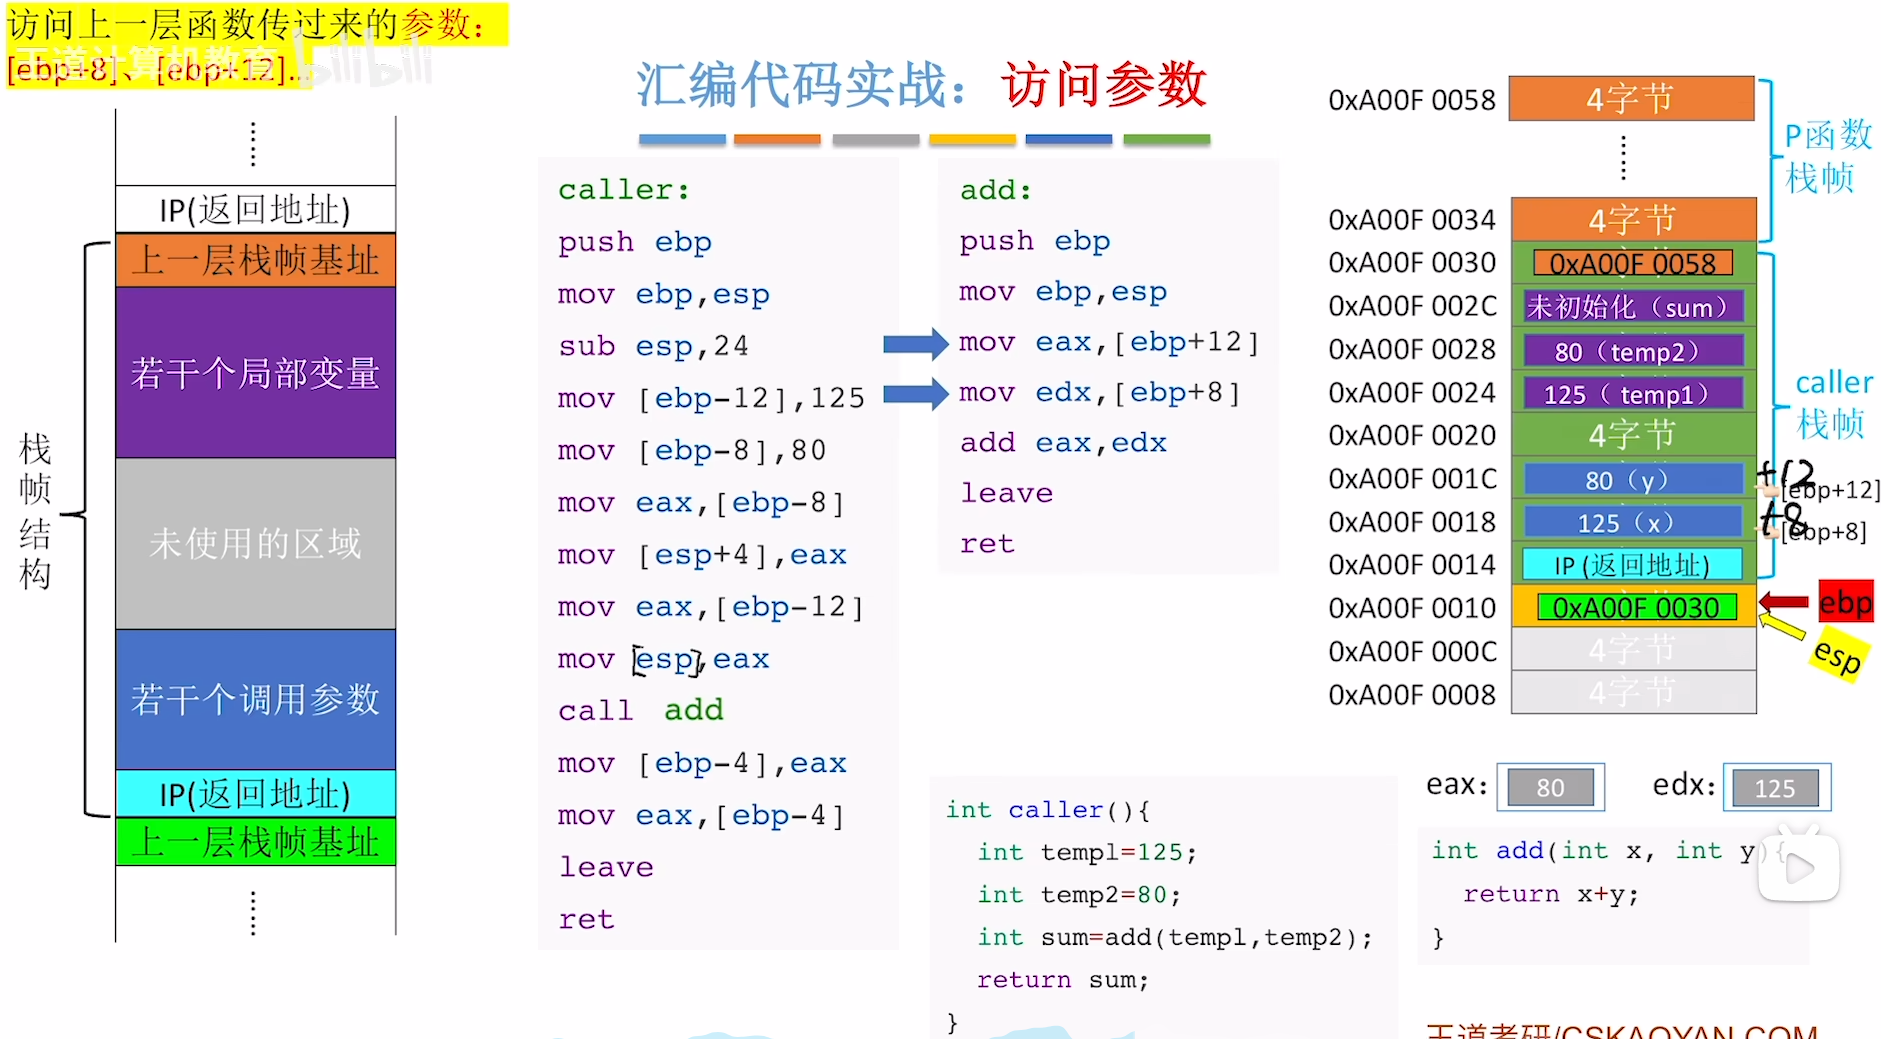 访问上一层函数传过来的参数：
[ebp+8]、[ebp+12]...
王道计算机教育
bilibili
汇编代码实战：访问参数
IP(返回地址)
上一层栈帧基址
若干个局部变量
未使用的区域
若干个调用参数
IP(返回地址)
上一层栈帧基址
栈帧结构
caller:
push ebp
mov ebp,esp
sub esp,24
mov [ebp-12],125
mov [ebp-8],80
mov eax,[ebp-8]
mov [esp+4],eax
mov eax,[ebp-12]
mov [esp],eax
call add
mov [ebp-4],eax
mov eax,[ebp-4]
leave
ret
add:
push ebp
mov ebp,esp
mov eax,[ebp+12]
mov edx,[ebp+8]
add eax,edx
leave
ret
int caller(){
int temp1=125;
int temp2=80;
int sum=add(temp1,temp2);
return sum;
}
0xA00F 0058 4字节
P函数
栈帧
0xA00F 0034 4字节
0xA00F 0030 0xA00F 0058
0xA00F 002C 未初始化（sum）
0xA00F 0028 80（temp2）
0xA00F 0024 125（ temp1）
caller
栈帧
0xA00F 0020 4字节
0xA00F 001C 80（y） +12 [ebp+12]
0xA00F 0018 125（x） +8 [ebp+8]
0xA00F 0014 IP (返回地址)
0xA00F 0010 0xA00F 0030 ebp
esp
0xA00F 000C 4字节
0xA00F 0008 4字节
eax: 80 edx: 125
int add(int x, int y){
return x+y;
}
王道考研/CSKAOYAN.COM